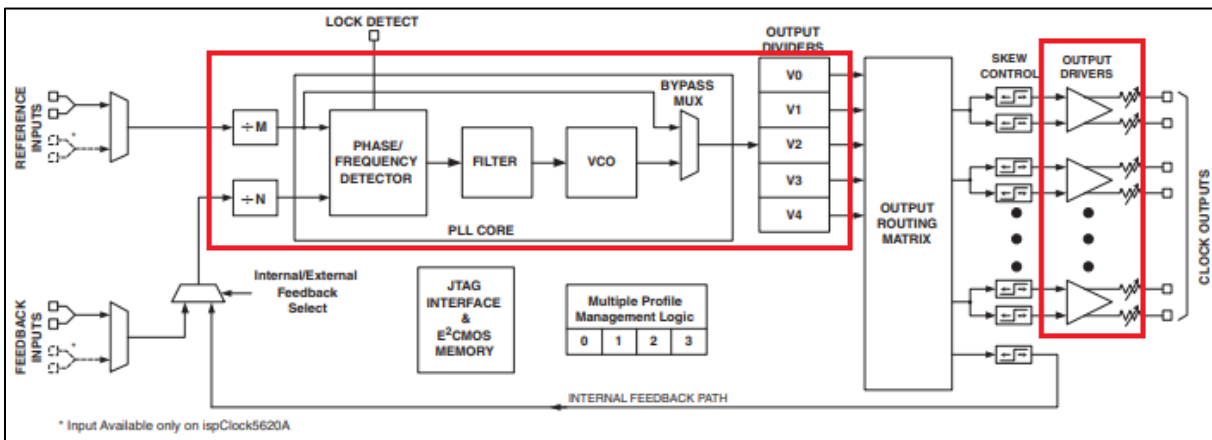 LOCK DETECT
OUTPUT
DIVIDERS
SKEW
CONTROL
OUTPUT
DRIVERS
REFERENCE
INPUTS
*
÷M
÷N
PHASE/
FREQUENCY
DETECTOR
FILTER
VCO
BYPASS
MUX
PLL CORE
V0
V1
V2
V3
V4
OUTPUT
ROUTING
MATRIX
CLOCK OUTPUTS
Internal/External
Feedback
Select
FEEDBACK
INPUTS
*
JTAG
INTERFACE
&
E²CMOS
MEMORY
Multiple Profile
Management Logic
0 1 2 3
INTERNAL FEEDBACK PATH
* Input Available only on ispClock5620A